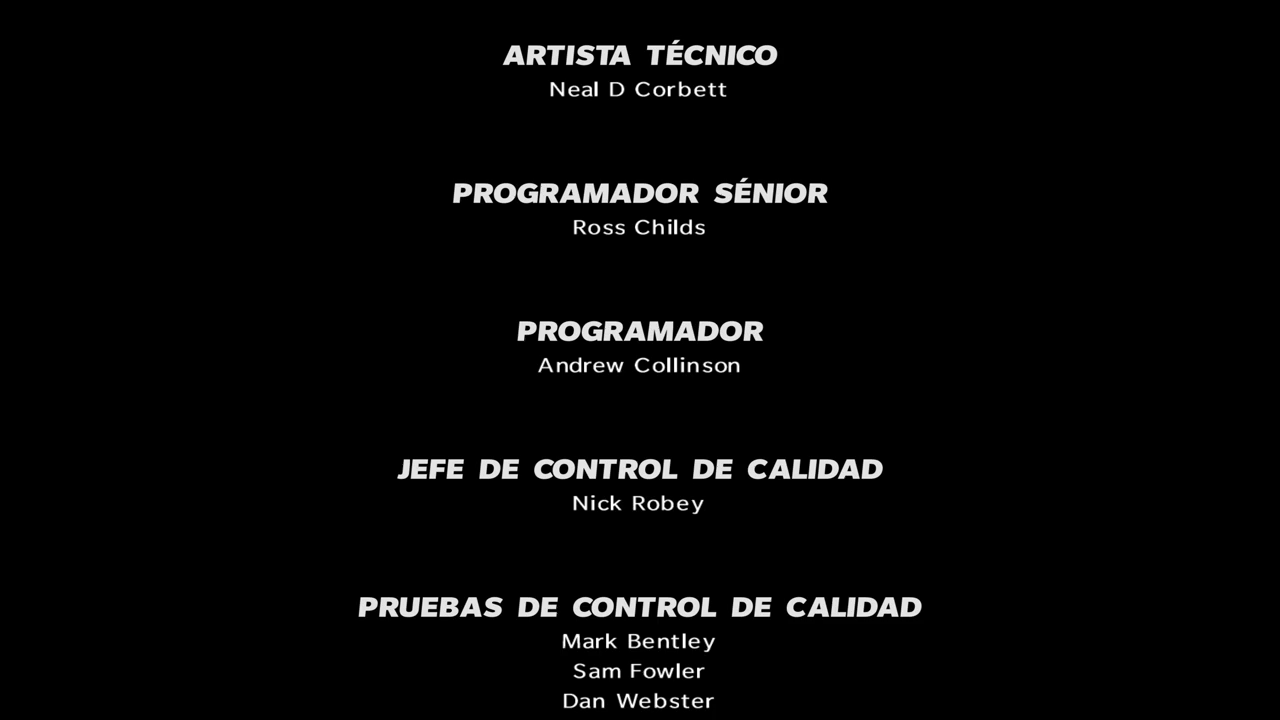 ARTISTA TÉCNICO
Neal D Corbett
PROGRAMADOR SÉNIOR
Ross Childs
PROGRAMADOR
Andrew Collinson
JEFE DE CONTROL DE CALIDAD
Nick Robey
PRUEBAS DE CONTROL DE CALIDAD
Mark Bentley
Sam Fowler
Dan Webster